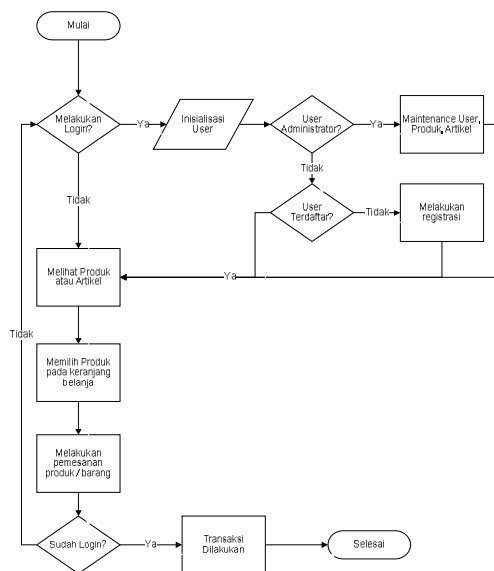 Mulai
Melakukan
Login?
Ya
Inisialisasi
User
User
Administrator?
Ya
Maintenance User,
Produk, Artikel
Tidak
Tidak
User
Terdaftar?
Tidak
Melakukan
registrasi
Melihat Produk
atau Artikel
Ya
Tidak
Memilih Produk
pada keranjang
belanja
Melakukan
pemesanan
produk / barang
Sudah Login?
Ya
Transaksi
Dilakukan
Selesai